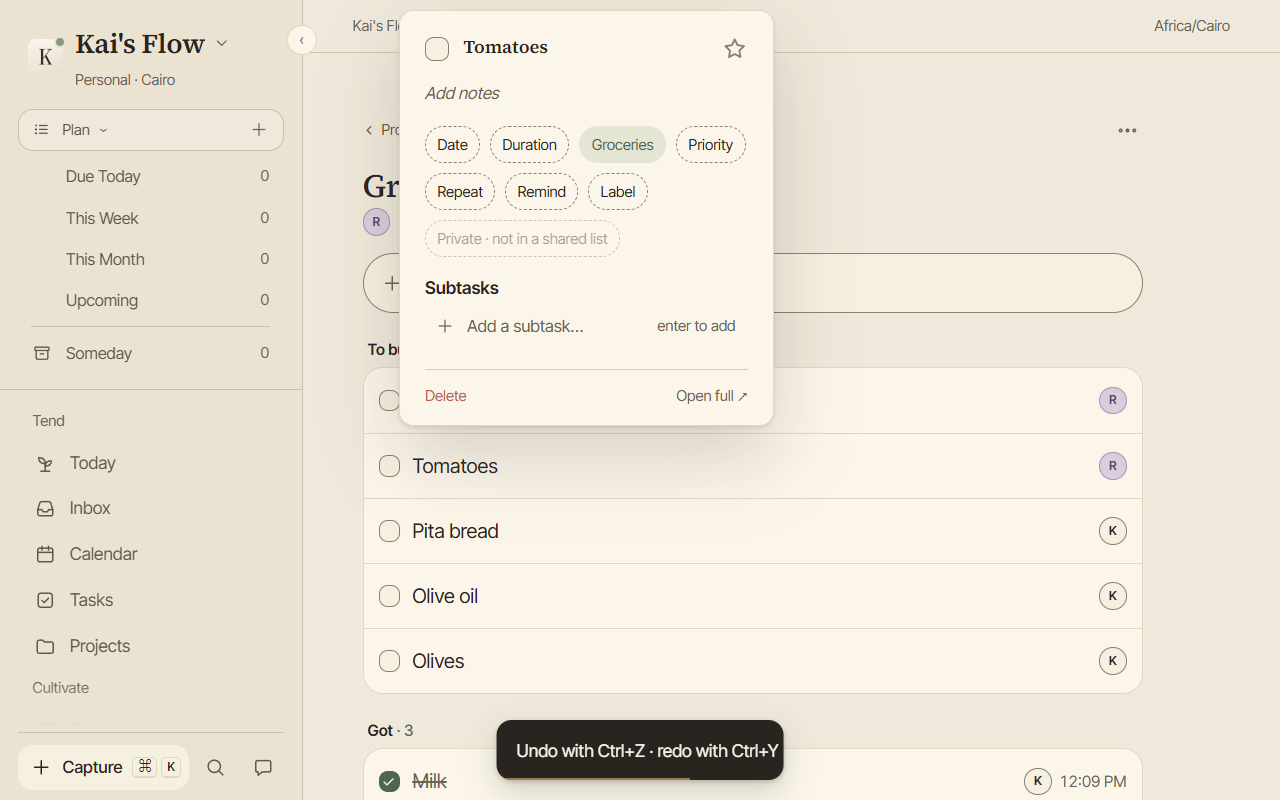 K
Kai's Flow
Personal · Cairo
Plan
Due Today 0
This Week 0
This Month 0
Upcoming 0
Someday 0
Tend
Today
Inbox
Calendar
Tasks
Projects
Cultivate
Capture ⌘ K
Kai's Fl
Africa/Cairo
Pro
Gr
R
To bu
Tomatoes
Add notes
Date Duration Groceries Priority
Repeat Remind Label
Private · not in a shared list
Subtasks
Add a subtask... enter to add
Delete Open full ↗
R
Tomatoes R
Pita bread K
Olive oil K
Olives K
Got · 3
Milk K 12:09 PM
Undo with Ctrl+Z · redo with Ctrl+Y